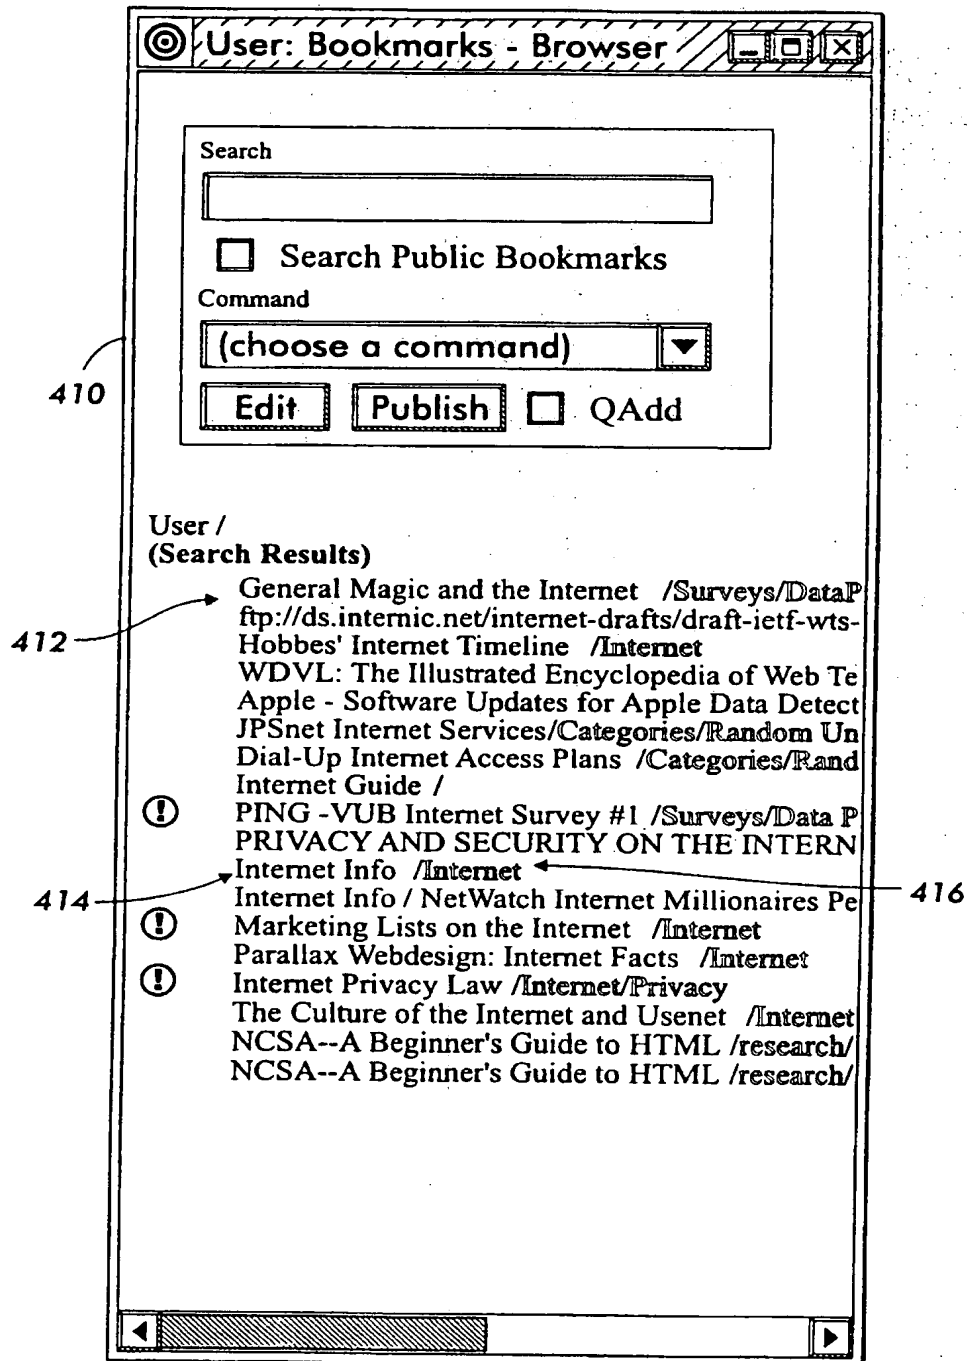 User: Bookmarks - Browser
Search
Search Public Bookmarks
Command
(choose a command)
410
Edit Publish QAdd
User /
(Search Results)
General Magic and the Internet /Surveys/DataP
ftp://ds.internic.net/internet-drafts/draft-ietf-wts-
412
Hobbes' Internet Timeline /Internet
WDVL: The Illustrated Encyclopedia of Web Te
Apple - Software Updates for Apple Data Detect
JPSnet Internet Services/Categories/Random Un
Dial-Up Internet Access Plans /Categories/Rand
Internet Guide /
PING -VUB Internet Survey #1 /Surveys/Data P
PRIVACY AND SECURITY ON THE INTERN
Internet Info /Internet
414 Internet Info / NetWatch Internet Millionaires Pe 416
Marketing Lists on the Internet /Internet
Parallax Webdesign: Internet Facts /Internet
Internet Privacy Law /Internet/Privacy
The Culture of the Internet and Usenet /Internet
NCSA--A Beginner's Guide to HTML /research/
NCSA--A Beginner's Guide to HTML /research/